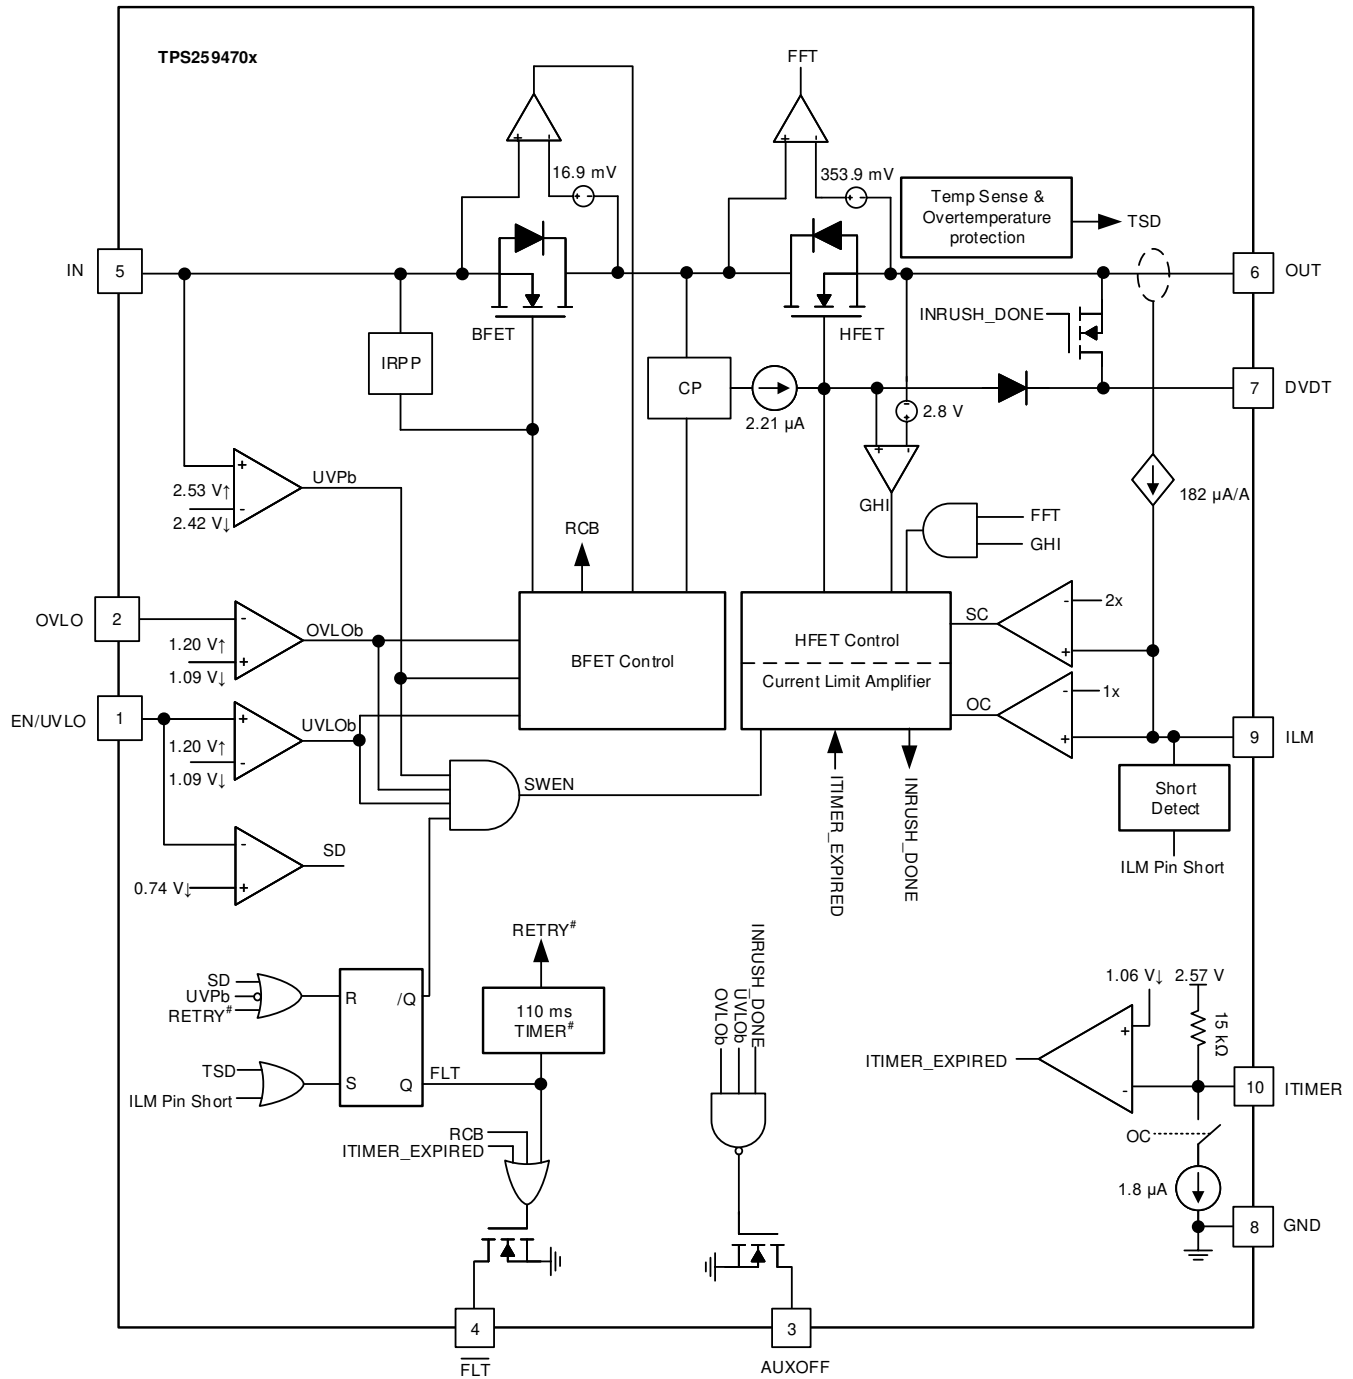 TPS259470x
FFT
16.9 mV
353.9 mV
Temp Sense &
Overtemperature
protection
TSD
IN
5
6
OUT
BFET
HFET
INRUSH_DONE
IRPP
CP
2.21 µA
2.8 V
7
DVDT
UVPb
2.53 V↑
2.42 V↓
GHI
182 µA/A
RCB
FFT
GHI
OVLO
2
1.20 V↑
1.09 V↓
OVLOb
BFET Control
HFET Control
Current Limit Amplifier
SC
2x
OC
1x
EN/UVLO
1
1.20 V↑
1.09 V↓
UVLOb
9
ILM
SWEN
ITIMER_EXPIRED
INRUSH_DONE
Short
Detect
ILM Pin Short
SD
0.74 V↓
RETRY#
INRUSH_DONE
UVLOb
OVLOb
SD
UVPb
RETRY#
R
/Q
110 ms
TIMER#
1.06 V↓
2.57 V
15 kΩ
ITIMER_EXPIRED
TSD
ILM Pin Short
S
Q
FLT
10
ITIMER
RCB
ITIMER_EXPIRED
OC
1.8 µA
8
GND
4
FLT
3
AUXOFF